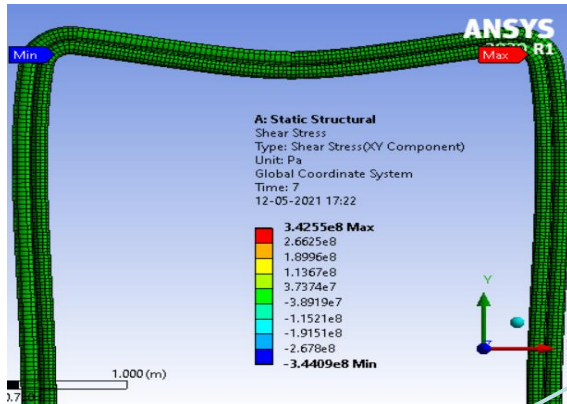 ANSYS
R1
Min
Max
A: Static Structural
Shear Stress
Type: Shear Stress(XY Component)
Unit: Pa
Global Coordinate System
Time: 7
12-05-2021 17:22
3.4255e8 Max
2.6625e8
1.8996e8
1.1367e8
3.7374e7
-3.8919e7
-1.1521e8
-1.9151e8
-2.678e8
-3.4409e8 Min
Y
1.000 (m)